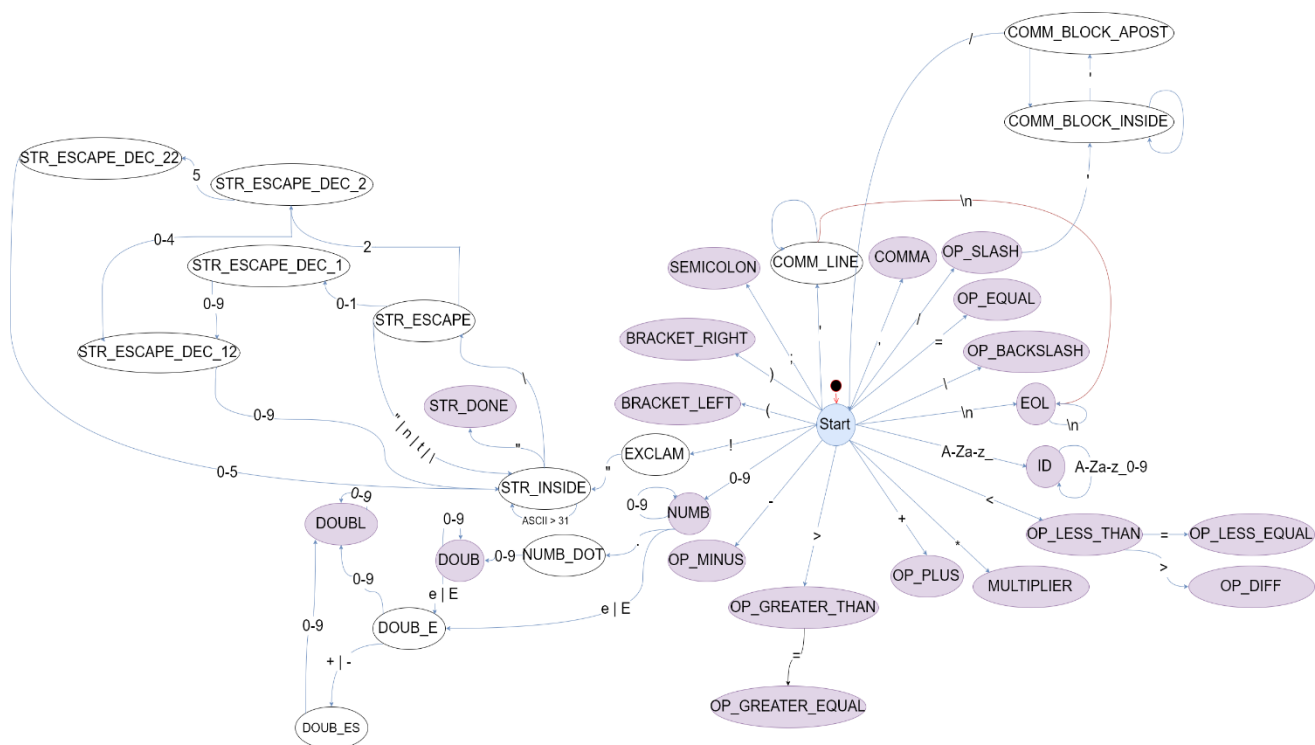 COMM_BLOCK_APOST
/
'
COMM_BLOCK_INSIDE
STR_ESCAPE_DEC_22
5
STR_ESCAPE_DEC_2
'
\n
0-4
2
COMM_LINE
COMMA
OP_SLASH
STR_ESCAPE_DEC_1
SEMICOLON
0-1
0-9
OP_EQUAL
STR_ESCAPE
'
/
BRACKET_RIGHT
,
=
OP_BACKSLASH
STR_ESCAPE_DEC_12
;
)
\
\
0-9
STR_DONE
BRACKET_LEFT
(
\n
EOL
Start
\n
" | n | t | \
"
EXCLAM
!
A-Za-z_
ID
A-Za-z_0-9
0-5
"
STR_INSIDE
0-9
0-9
0-9
NUMB
-
<
ASCII > 31
DOUBL
0-9
>
+
*
OP_LESS_THAN
=
OP_LESS_EQUAL
DOUB
0-9
NUMB_DOT
.
OP_MINUS
>
OP_DIFF
0-9
OP_PLUS
MULTIPLIER
e | E
e | E
OP_GREATER_THAN
0-9
DOUB_E
+ | -
=
OP_GREATER_EQUAL
DOUB_ES